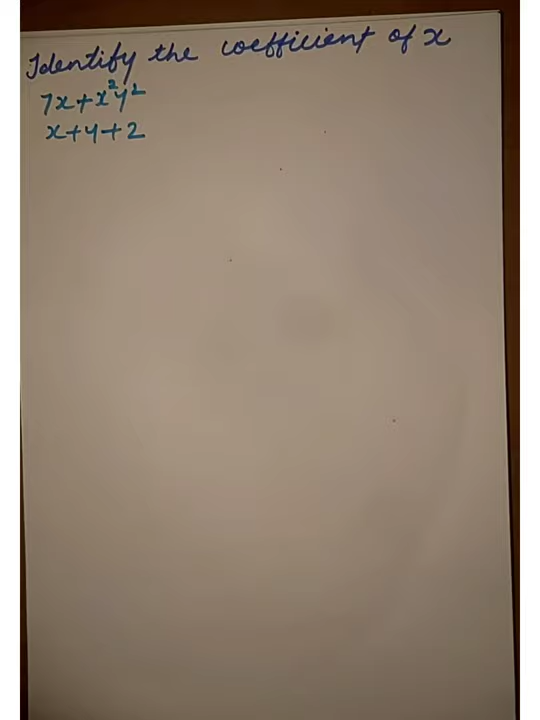 Identify the coefficient of x
7x+x²y²
x+y+2